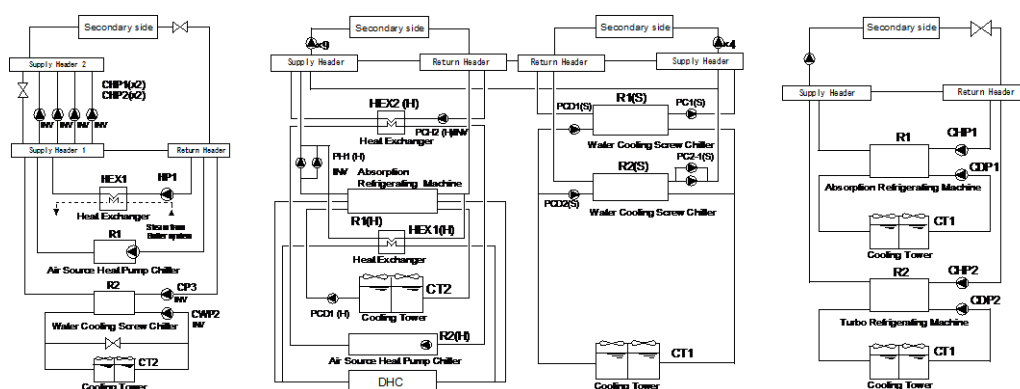 Secondary side
Supply Header 2
CHP1(x2)
CHP2(x2)
INV
INV
INV
INV
Supply Header 1
Return Header
HEX1
HP1
Heat Exchanger
Steam from
Boiler system
R1
Air Source Heat Pump Chiller
R2
CP3
INV
Water Cooling Screw Chiller
CWP2
INV
CT2
Cooling Tower
Secondary side
x9
Supply Header
Return Header
HEX2 (H)
PCH2 (H)INV
Heat Exchanger
PH1 (H)
INV
Absorption
Refrigerating Machine
R1(H)
HEX1(H)
Heat Exchanger
CT2
PCD1 (H)
Cooling Tower
R2(H)
Air Source Heat Pump Chiller
DHC
Secondary side
x4
Return Header
Supply Header
R1(S)
PCD1(S)
PC1(S)
Water Cooling Screw Chiller
R2(S)
PC2-1(S)
PCD2(S)
Water Cooling Screw Chiller
CT1
Cooling Tower
Secondary side
Supply Header
Return Header
R1
CHP1
CDP1
Absorption Refrigerating Machine
CT1
Cooling Tower
R2
CHP2
CDP2
Turbo Refrigerating Machine
CT1
Cooling Tower